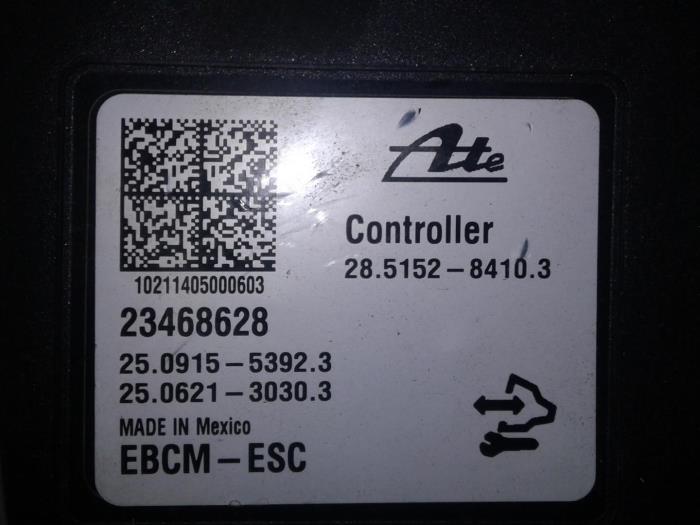 Ate
Controller
28.5152-8410.3
10211405000603
23468628
25.0915-5392.3
25.0621-3030.3
MADE IN Mexico
EBCM-ESC